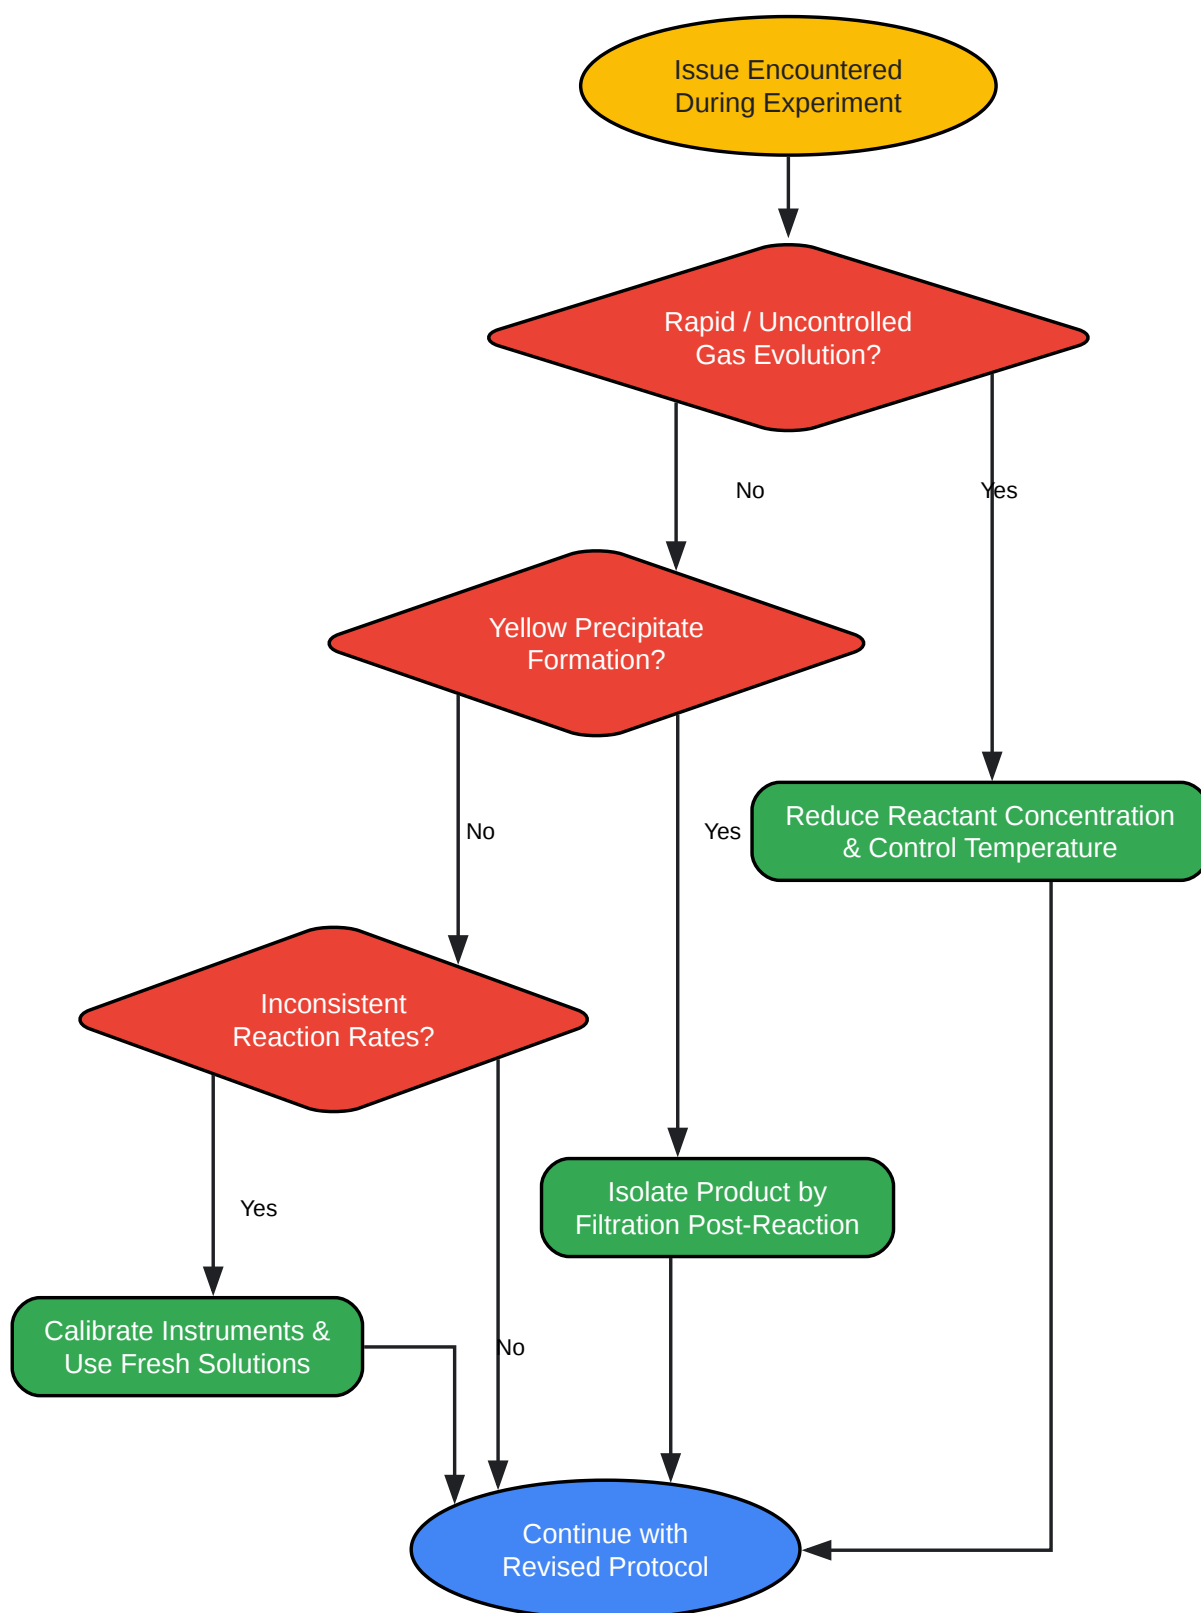 Issue Encountered
During Experiment
Rapid / Uncontrolled
Gas Evolution?
No
Yes
Yellow Precipitate
Formation?
No
Yes
Reduce Reactant Concentration
& Control Temperature
Inconsistent
Reaction Rates?
Yes
No
Isolate Product by
Filtration Post-Reaction
Calibrate Instruments &
Use Fresh Solutions
Continue with
Revised Protocol